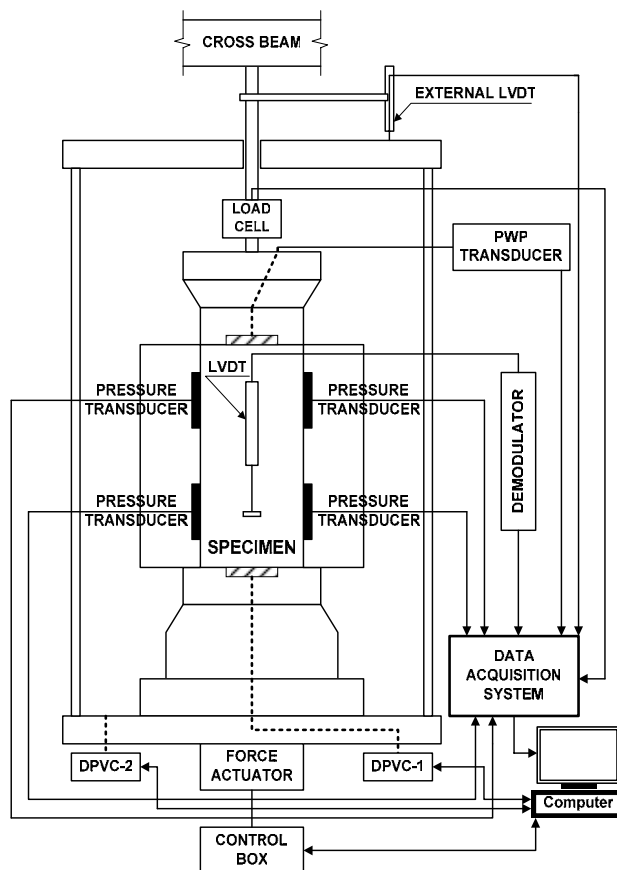 CROSS BEAM
EXTERNAL LVDT
LOAD
CELL
PWP
TRANSDUCER
LVDT
PRESSURE
TRANSDUCER
PRESSURE
TRANSDUCER
DEMODULATOR
PRESSURE
TRANSDUCER
PRESSURE
TRANSDUCER
SPECIMEN
DATA
ACQUISITION
SYSTEM
DPVC-2
FORCE
ACTUATOR
DPVC-1
Computer
CONTROL
BOX